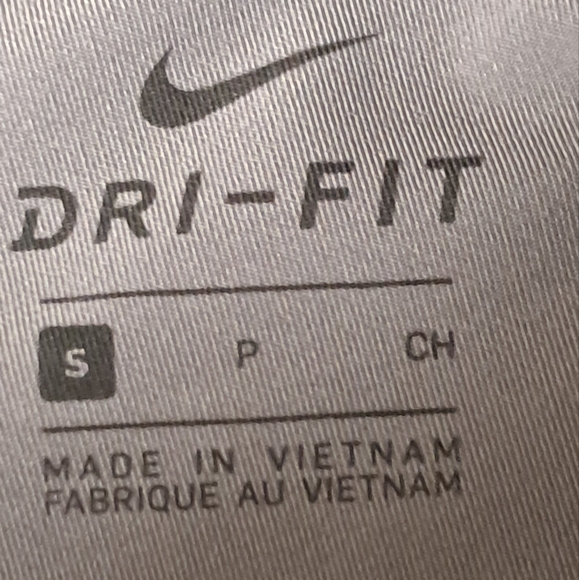 DRI-FIT
S P CH
MADE IN VIETNAM
FABRIQUE AU VIETNAM